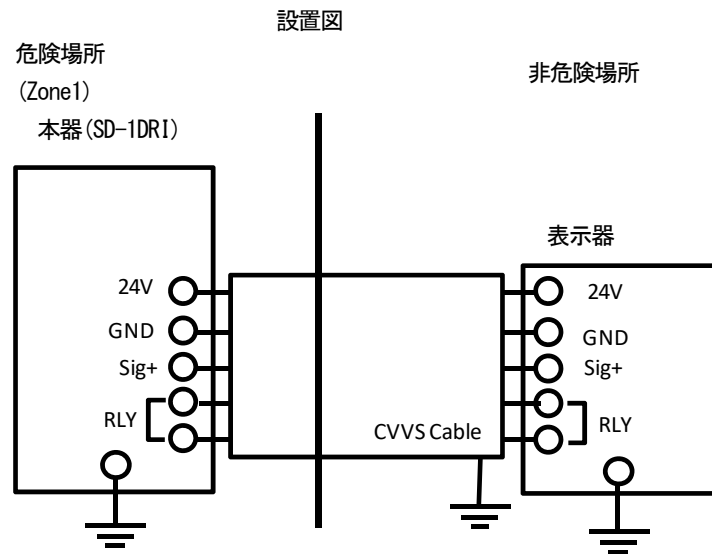 設置図
危険場所
(Zone1)
本器(SD-1DRI)
非危険場所
表示器
24V
GND
Sig+
RLY
CVVS Cable
24V
GND
Sig+
RLY